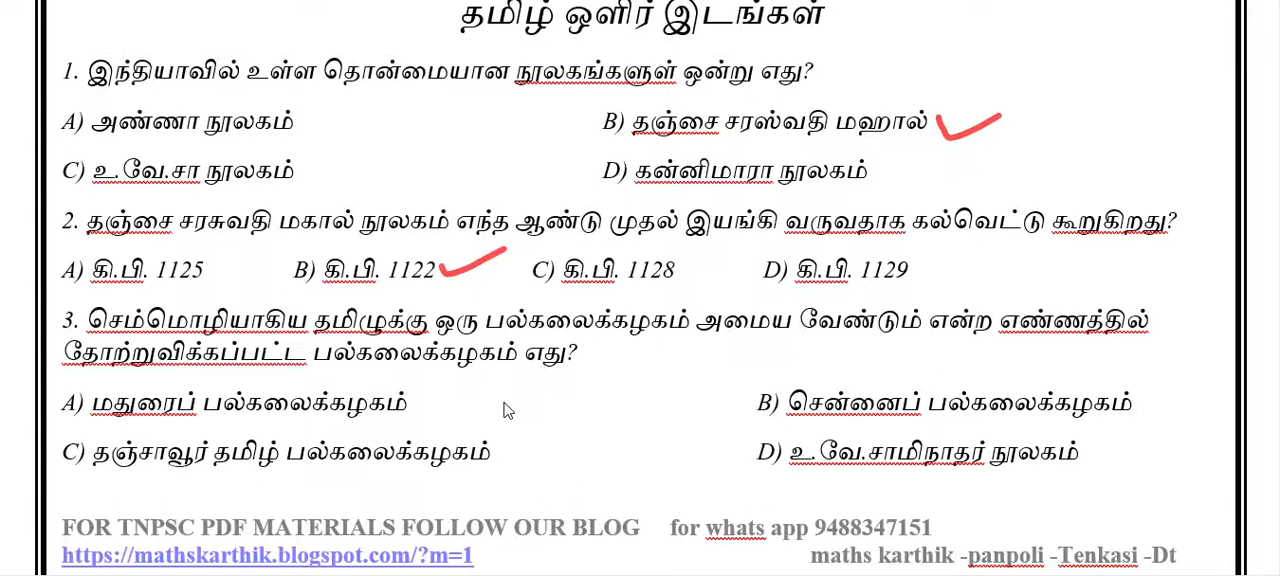 தமிழ் ஒளிர் இடங்கள்
1. இந்தியாவில் உள்ள தொன்மையான நூலகங்களுள் ஒன்று எது?
A) அண்ணா நூலகம் B) தஞ்சை சரஸ்வதி மஹால்
C) உ.வே.சா நூலகம் D) கன்னிமாரா நூலகம்
2. தஞ்சை சரசுவதி மகால் நூலகம் எந்த ஆண்டு முதல் இயங்கி வருவதாக கல்வெட்டு கூறுகிறது?
A) கி.பி. 1125 B) கி.பி. 1122 C) கி.பி. 1128 D) கி.பி. 1129
3. செம்மொழியாகிய தமிழுக்கு ஒரு பல்கலைக்கழகம் அமைய வேண்டும் என்ற எண்ணத்தில்
தோற்றுவிக்கப்பட்ட பல்கலைக்கழகம் எது?
A) மதுரைப் பல்கலைக்கழகம் B) சென்னைப் பல்கலைக்கழகம்
C) தஞ்சாவூர் தமிழ் பல்கலைக்கழகம் D) உ.வே.சாமிநாதர் நூலகம்
FOR TNPSC PDF MATERIALS FOLLOW OUR BLOG for whats app 9488347151
https://mathskarthik.blogspot.com/?m=1 maths karthik -panpoli -Tenkasi -Dt